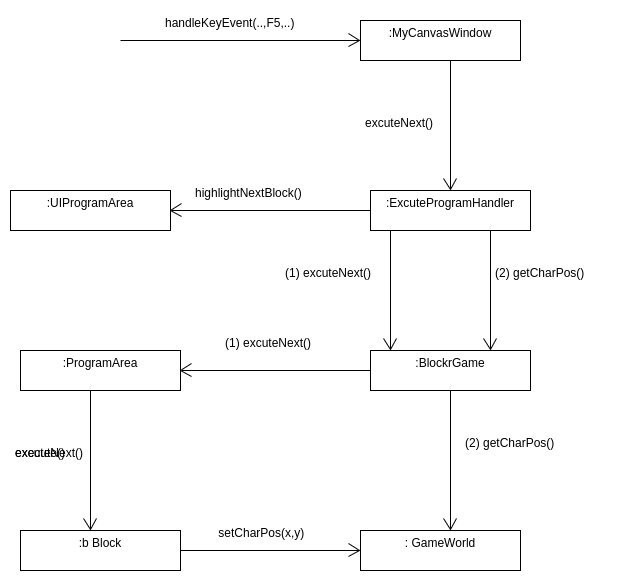 handleKeyEvent(..,F5,..)
:MyCanvasWindow
excuteNext()
highlightNextBlock()
:UIProgramArea
:ExcuteProgramHandler
(1) excuteNext()
(2) getCharPos()
(1) excuteNext()
:ProgramArea
:BlockrGame
(2) getCharPos()
setCharPos(x,y)
:b Block
: GameWorld